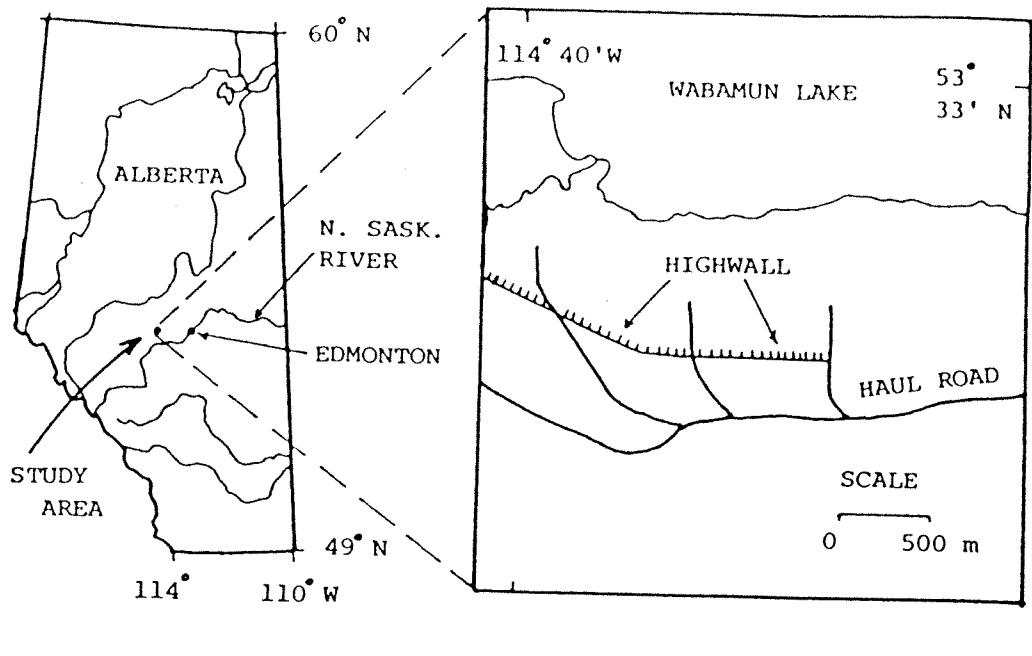 60° N
ALBERTA
N. SASK.
RIVER
EDMONTON
STUDY
AREA
49° N
114°
110° W
114° 40'W
WABAMUN LAKE
53°
33' N
HIGHWALL
HAUL ROAD
SCALE
0 500 m